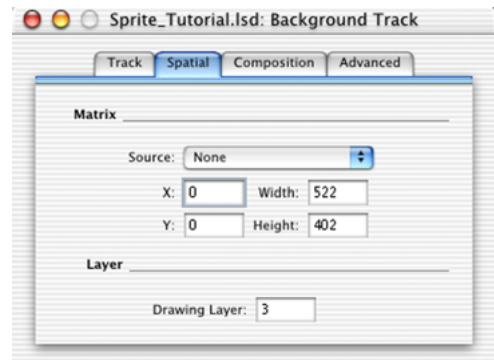 Sprite_Tutorial.lsd: Background Track
Track Spatial Composition Advanced
Matrix
Source: None
X: 0 Width: 522
Y: 0 Height: 402
Layer
Drawing Layer: 3